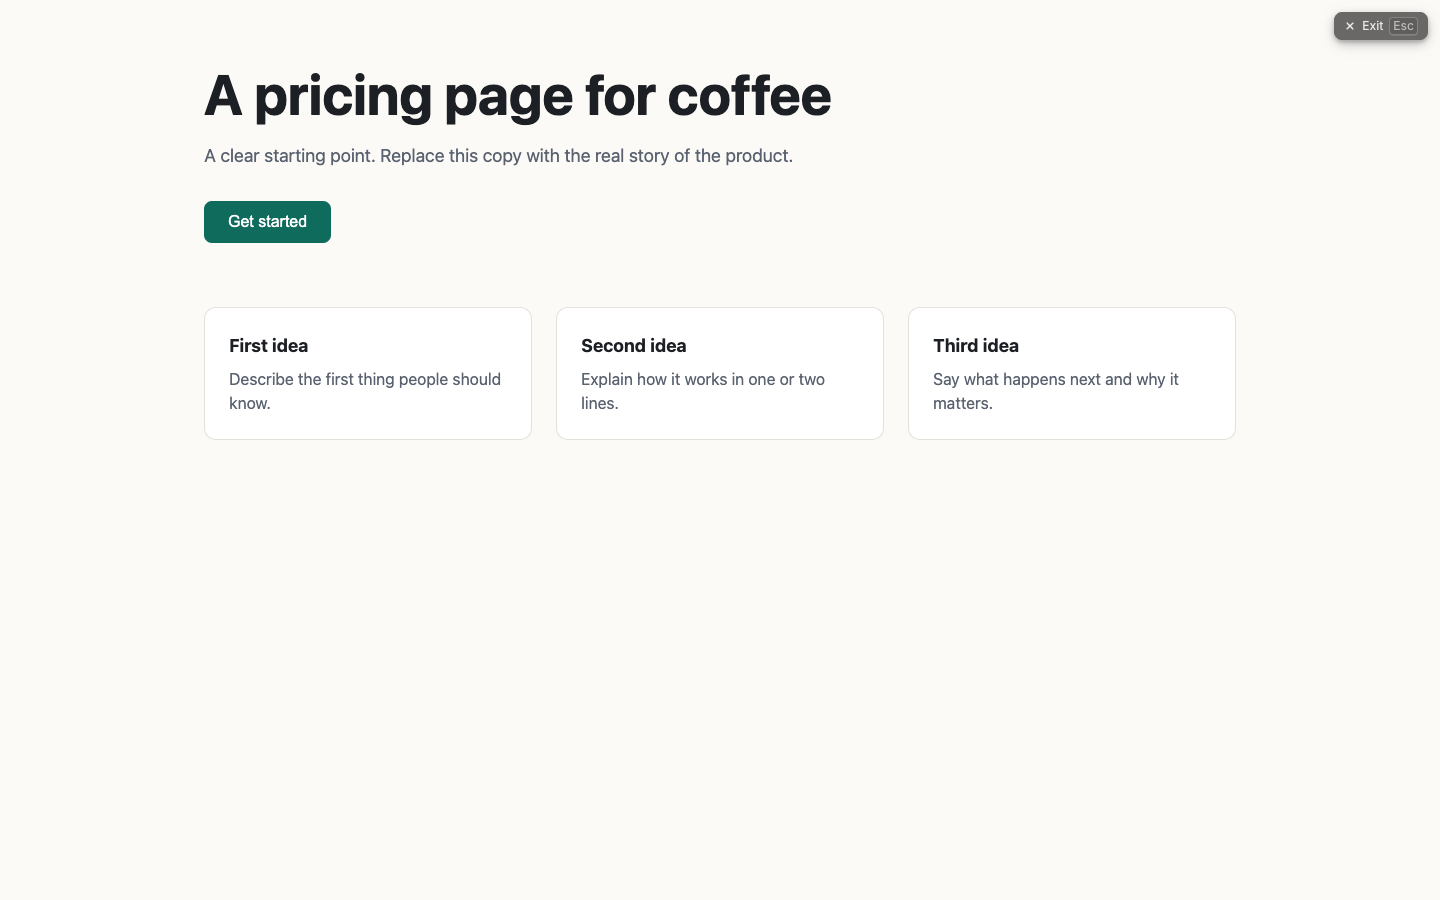 ✕ Exit Esc
A pricing page for coffee
A clear starting point. Replace this copy with the real story of the product.
Get started
First idea
Describe the first thing people should
know.
Second idea
Explain how it works in one or two
lines.
Third idea
Say what happens next and why it
matters.